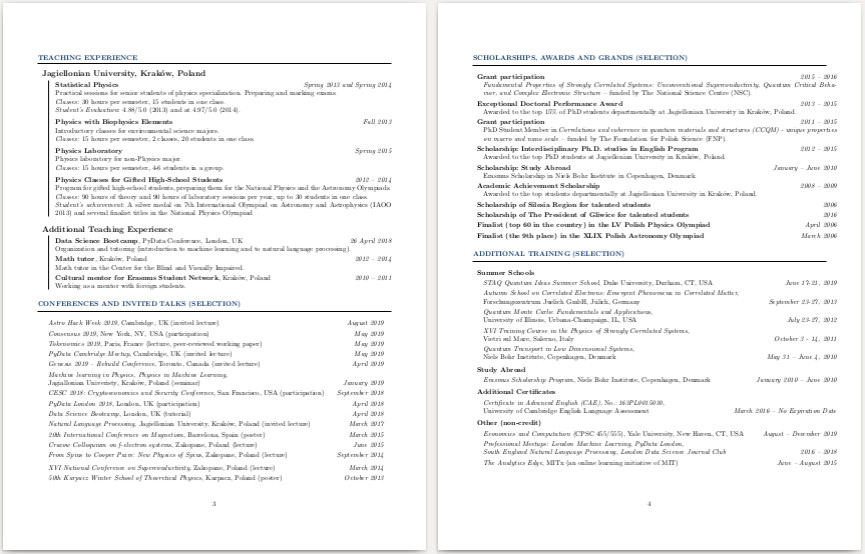 TEACHING EXPERIENCE
Jagiellonian University, Kraków, Poland
Statistical Physics Spring 2013 and Spring 2014
Practical sessions for senior students of physics specialization. Preparing and marking exams.
Classes: 30 hours per semester, 15 students in one class.
Student's Evaluation: 4.88/5.0 (2013) and at 4.97/5.0 (2014).
Physics with Biophysics Elements Fall 2013
Introductory classes for environmental science majors.
Classes: 15 hours per semester, 2 classes, 20 students in one class.
Physics Laboratory Spring 2015
Physics laboratory for non-Physics major.
Classes: 15 hours per semester, 4-6 students in a group.
Physics Classes for Gifted High-School Students 2012 - 2014
Program for gifted high-school students, preparing them for the National Physics and the Astronomy Olympiads.
Classes: 90 hours of theory and 90 hours of laboratory sessions per year, up to 30 students in one class.
Student's achievement: A silver medal on 7th International Olympiad on Astronomy and Astrophysics (IAOO
2013) and several finalist titles in the National Physics Olympiad
Additional Teaching Experience
Data Science Bootcamp, PyData Conference, London, UK 26 April 2018
Organization and tutoring (introduction to machine learning and to natural language processing).
Math tutor, Kraków, Poland 2012 - 2014
Math tutor in the Center for the Blind and Visually Impaired.
Cultural mentor for Erasmus Student Network, Kraków, Poland 2010 - 2011
Working as a mentor with foreign students.
CONFERENCES AND INVITED TALKS (SELECTION)
Astro Hack Week 2019, Cambridge, UK (invited lecture) August 2019
Consensus 2019, New York, NY, USA (participation) May 2019
Tokenomics 2019, Paris, France (lecture, peer-reviewed working paper) May 2019
PyData Cambridge Meetup, Cambridge, UK (invited lecture) May 2019
Genesis 2019 - Rebuild Conference, Toronto, Canada (invited lecture) April 2019
Machine learning in Physics, Physics in Machine Learning,
Jagiellonian University, Kraków, Poland (seminar) January 2019
CESC 2018: Cryptoeconomics and Security Conference, San Francisco, USA (participation) September 2018
PyData London 2018, London, UK (participation) April 2018
Data Science Bootcamp, London, UK (tutorial) April 2018
Natural Language Processing, Jagiellonian University, Kraków, Poland (invited lecture) March 2017
20th International Conference on Magnetism, Barcelona, Spain (poster) March 2015
Cracow Colloquium on f-electron systems, Zakopane, Poland (lecture) June 2015
From Spins to Cooper Pairs: New Physics of Spins, Zakopane, Poland (lecture) September 2014
XVI National Conference on Superconductivity, Zakopane, Poland (lecture) March 2014
50th Karpacz Winter School of Theoretical Physics, Karpacz, Poland (poster) October 2013
3
SCHOLARSHIPS, AWARDS AND GRANDS (SELECTION)
Grant participation 2015 - 2016
Fundamental Properties of Strongly Correlated Systems: Unconventional Superconductivity, Quantum Critical Behavior, and Complex Electronic Structure - funded by The National Science Centre (NSC).
Exceptional Doctoral Performance Award 2013 - 2015
Awarded to the top 15% of PhD students departmentally at Jagiellonian University in Kraków, Poland.
Grant participation 2011 - 2015
PhD Student Member in Correlations and coherence in quantum materials and structures (CCQM) - unique properties
on macro and nano scale - funded by The Foundation for Polish Science (FNP).
Scholarship: Interdisciplinary Ph.D. studies in English Program 2012 - 2015
Awarded to the top PhD students at Jagiellonian University in Kraków, Poland.
Scholarship: Study Abroad January - June 2010
Erasmus Scholarship in Niels Bohr Institute in Copenhagen, Denmark.
Academic Achievement Scholarship 2008 - 2009
Awarded to the top students departmentally at Jagiellonian University in Kraków, Poland.
Scholarship of Silesia Region for talented students 2006
Scholarship of The President of Gliwice for talented students 2016
Finalist (top 60 in the country) in the LV Polish Physics Olympiad April 2006
Finalist (the 9th place) in the XLIX Polish Astronomy Olympiad March 2006
ADDITIONAL TRAINING (SELECTION)
Summer Schools
STAQ Quantum Ideas Summer School, Duke University, Durham, CT, USA June 17-21, 2019
Autumn School on Correlated Electrons: Emergent Phenomena in Correlated Matter,
Forschungszentrum Juelich GmbH, Jülich, Germany September 23-27, 2013
Quantum Monte Carlo: Fundamentals and Applications,
University of Illinois, Urbana-Champaign, IL, USA July 23-27, 2012
XVI Training Course in the Physics of Strongly Correlated Systems,
Vietri sul Mare, Salerno, Italy October 3 - 14, 2011
Quantum Transport in Low Dimensional Systems,
Niels Bohr Institute, Copenhagen, Denmark May 31 - June 4, 2010
Study Abroad
Erasmus Scholarship Program, Niels Bohr Institute, Copenhagen, Denmark January 2010 - June 2010
Additional Certificates
Certificate in Advanced English (CAE), No.:
University of Cambridge English Language Assessment March 2016 - No Expiration Date
Other (non-credit)
Economics and Computation (CPSC 455/555), Yale University, New Haven, CT, USA August - December 2019
Professional Meetups: London Machine Learning, PyData London,
South England Natural Language Processing, London Data Science Journal Club 2016 - 2018
The Analytics Edge, MITx (an online learning initiative of MIT) June - August 2015
4